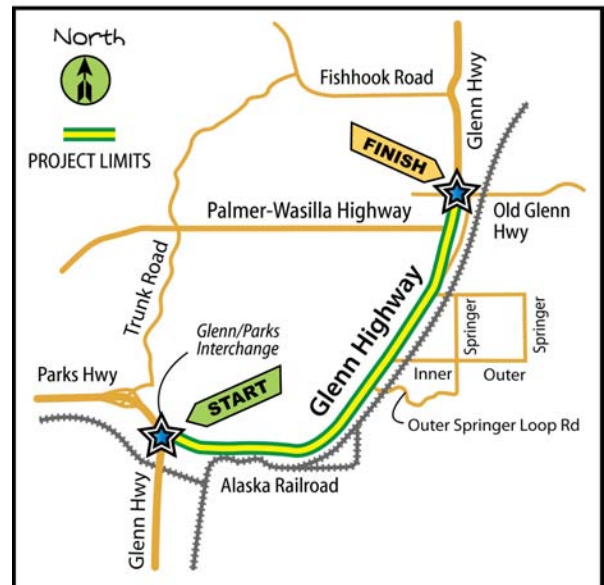 North
PROJECT LIMITS
Fishhook Road
Glenn Hwy
FINISH
Palmer-Wasilla Highway
Old Glenn
Hwy
Trunk Road
Glenn/Parks
Interchange
Glenn Highway
Springer
Springer
Inner
Outer
Parks Hwy
START
Outer Springer Loop Rd
Alaska Railroad
Glenn Hwy